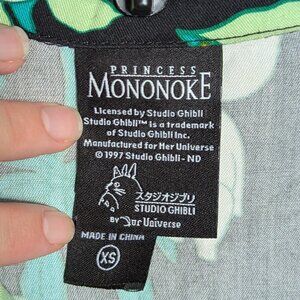 PRINCESS
MONONOKE
Licensed by Studio Ghibli
Studio Ghibli™ is a trademark
of Studio Ghibli Inc.
Manufactured for Her Universe
© 1997 Studio Ghibli - ND
スタジオジブリ
STUDIO GHIBLI
BY Her Universe
MADE IN CHINA
XS